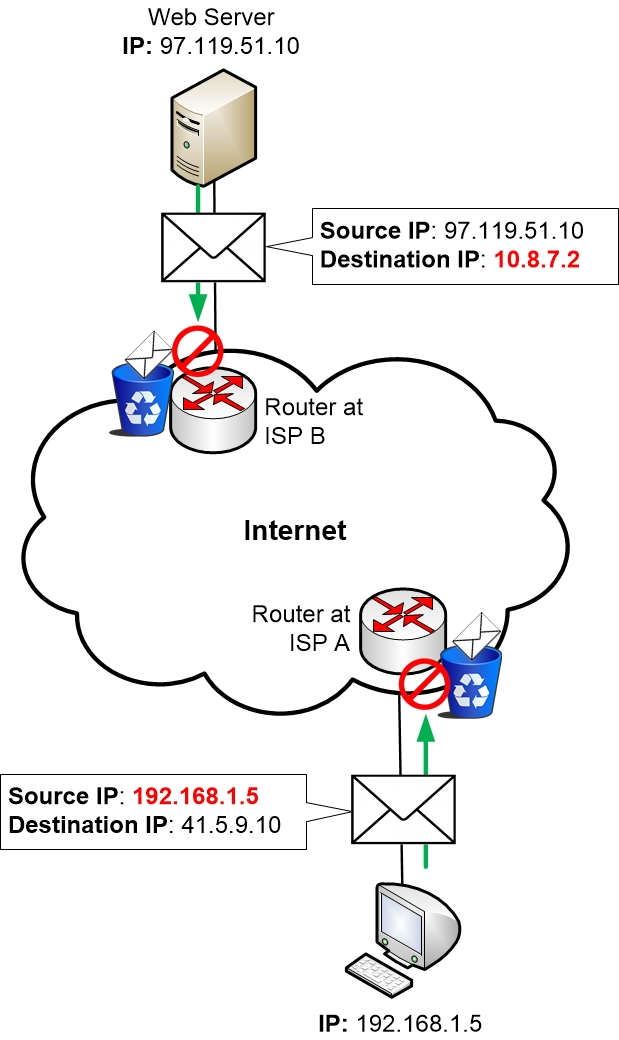 Web Server
IP: 97.119.51.10
Source IP: 97.119.51.10
Destination IP: 10.8.7.2
Router at
ISP B
Internet
Router at
ISP A
Source IP: 192.168.1.5
Destination IP: 41.5.9.10
IP: 192.168.1.5